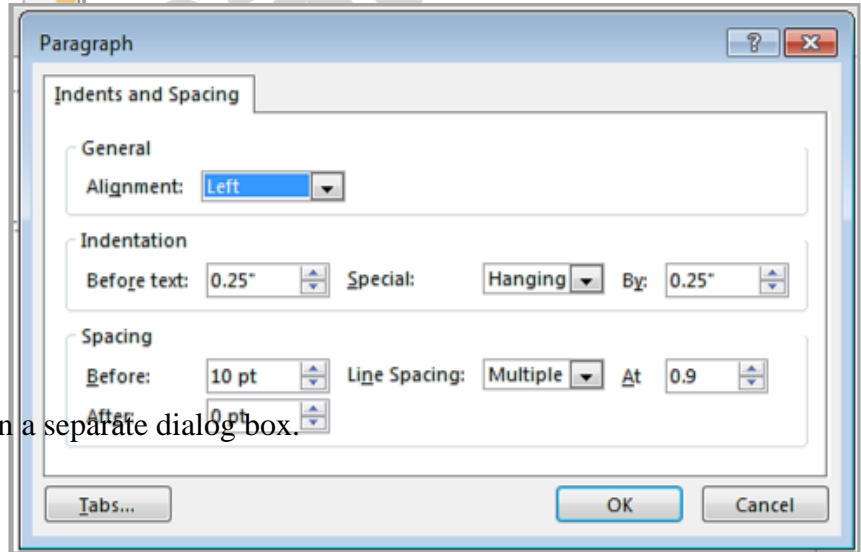 Paragraph
Indents and Spacing
General
Alignment: Left
Indentation
Before text: 0.25" Special: Hanging By: 0.25"
Spacing
Before: 10 pt Line Spacing: Multiple At 0.9
After: 0 pt
n a separate dialog box.
Tabs... OK Cancel